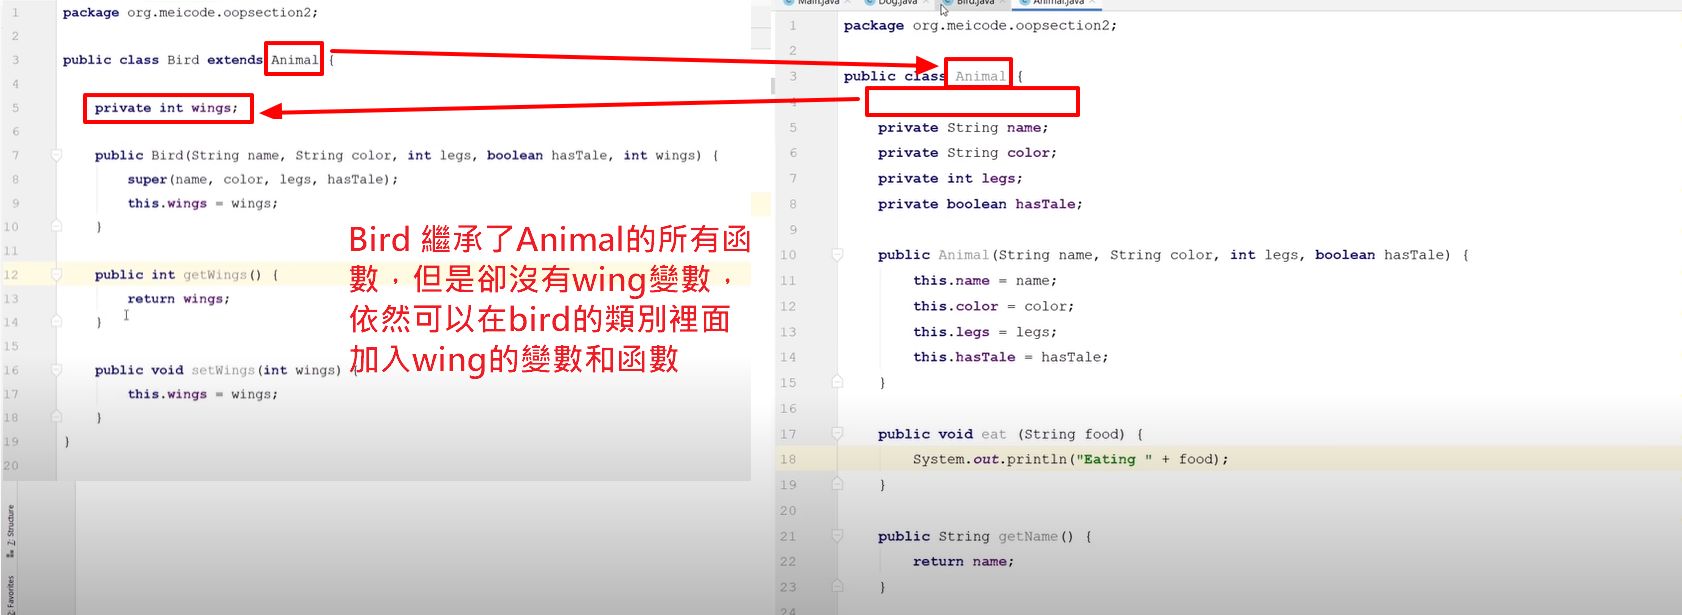 1 package org.meicode.oopsection2;
2
3 public class Bird extends Animal {
4
5 private int wings;
6
7 public Bird(String name, String color, int legs, boolean hasTale, int wings) {
8 super(name, color, legs, hasTale);
9 this.wings = wings;
10 }
11
12 public int getWings() {
13 return wings;
14 }
15
16 public void setWings(int wings)
17 this.wings = wings;
18 }
19 }
20
Bird 繼承了Animal的所有函
數，但是卻沒有wing變數，
依然可以在bird的類別裡面
加入wing的變數和函數
Z: Structure
2: Favorites
Main.java Dog.java Bird.java Animal.java
1 package org.meicode.oopsection2;
2
3 public class Animal {
4
5 private String name;
6 private String color;
7 private int legs;
8 private boolean hasTale;
9
10 public Animal(String name, String color, int legs, boolean hasTale) {
11 this.name = name;
12 this.color = color;
13 this.legs = legs;
14 this.hasTale = hasTale;
15 }
16
17 public void eat (String food) {
18 System.out.println("Eating " + food);
19 }
20
21 public String getName() {
22 return name;
23 }
24